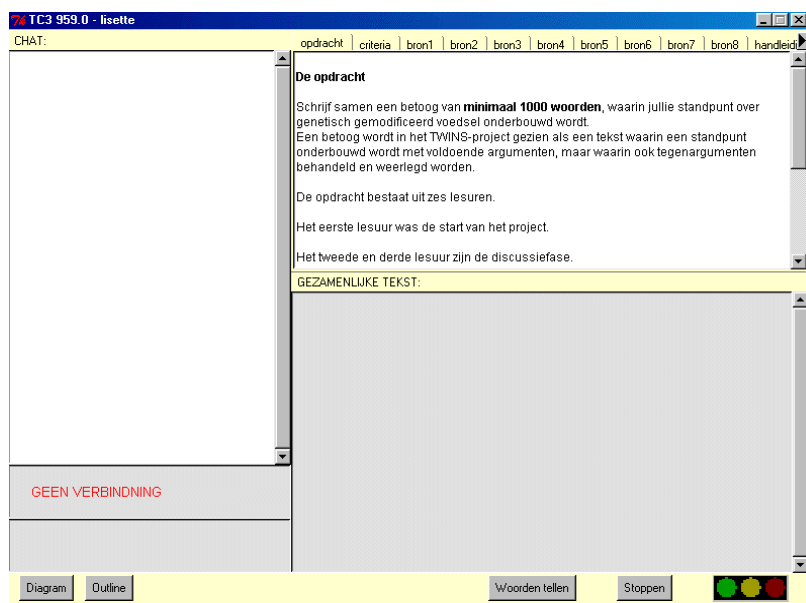 TC3 959.0 - lisette
CHAT:
opdracht criteria bron1 bron2 bron3 bron4 bron5 bron6 bron7 bron8 handleidi
De opdracht
Schrijf samen een betoog van minimaal 1000 woorden, waarin jullie standpunt over
genetisch gemodificeerd voedsel onderbouwd wordt.
Een betoog wordt in het TWINS-project gezien als een tekst waarin een standpunt
onderbouwd wordt met voldoende argumenten, maar waarin ook tegenargumenten
behandeld en weerlegd worden.
De opdracht bestaat uit zes lesuren.
Het eerste lesuur was de start van het project.
Het tweede en derde lesuur zijn de discussiefase.
GEZAMENLIJKE TEKST:
GEEN VERBINDNING
Diagram Outline Woorden tellen Stoppen